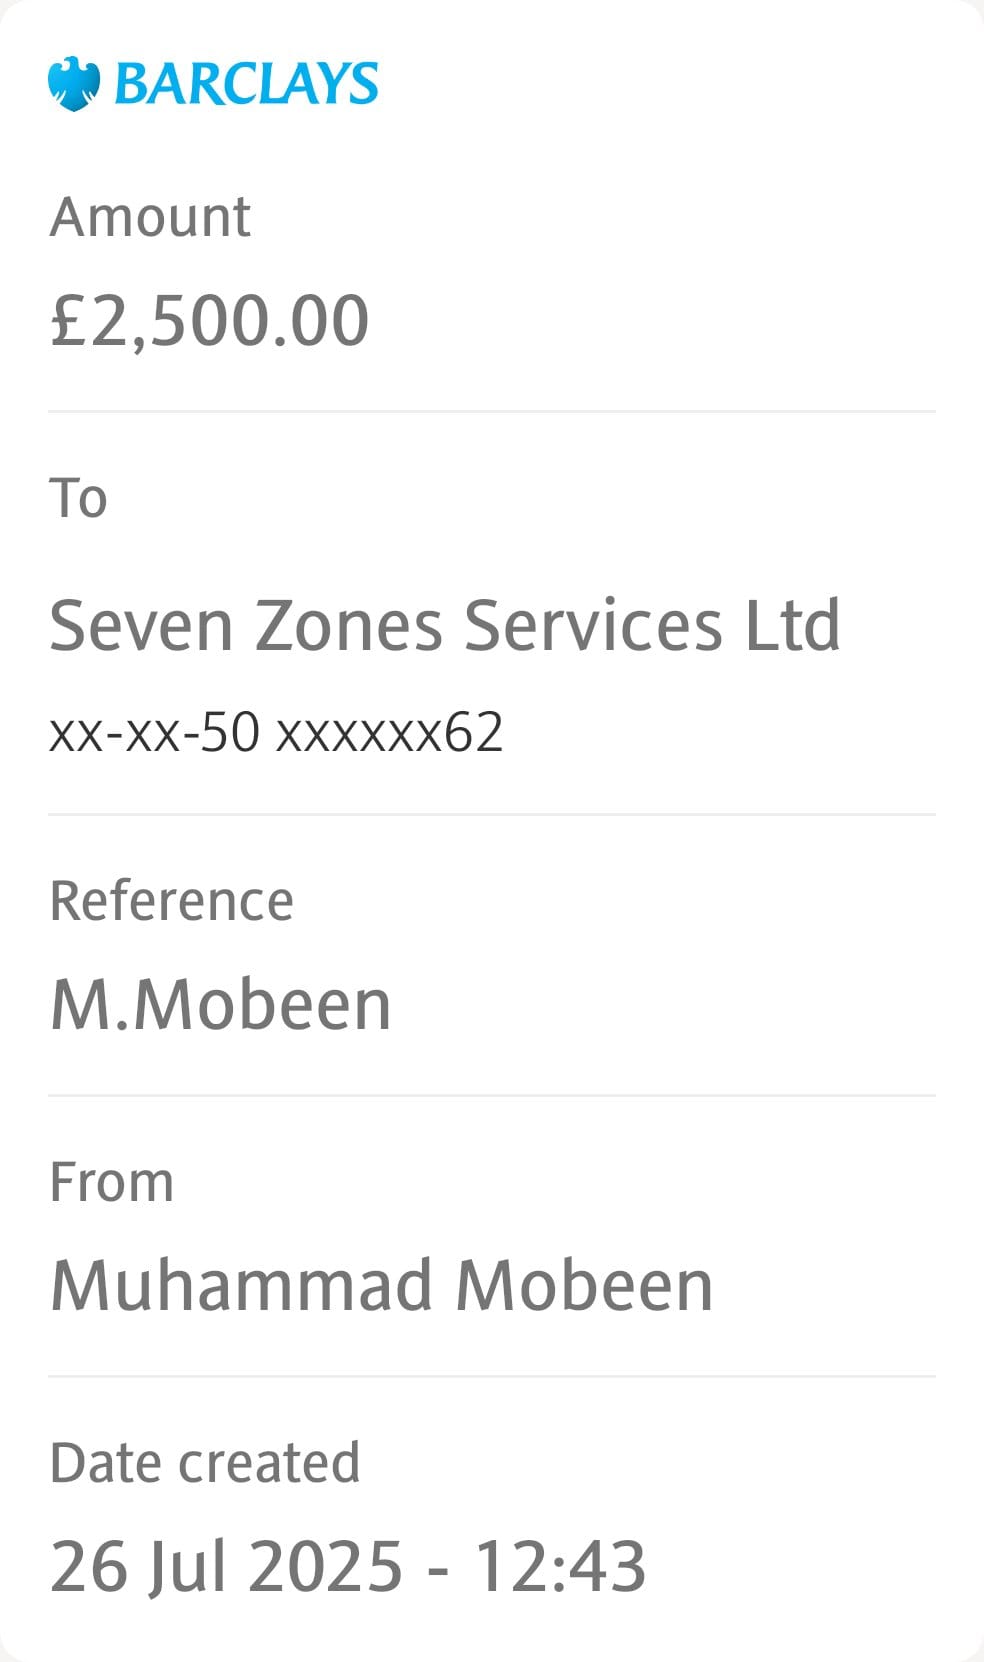 BARCLAYS
Amount
£2,500.00
To
Seven Zones Services Ltd
xx-xx-50 xxxxxx62
Reference
M.Mobeen
From
Muhammad Mobeen
Date created
26 Jul 2025 - 12:43